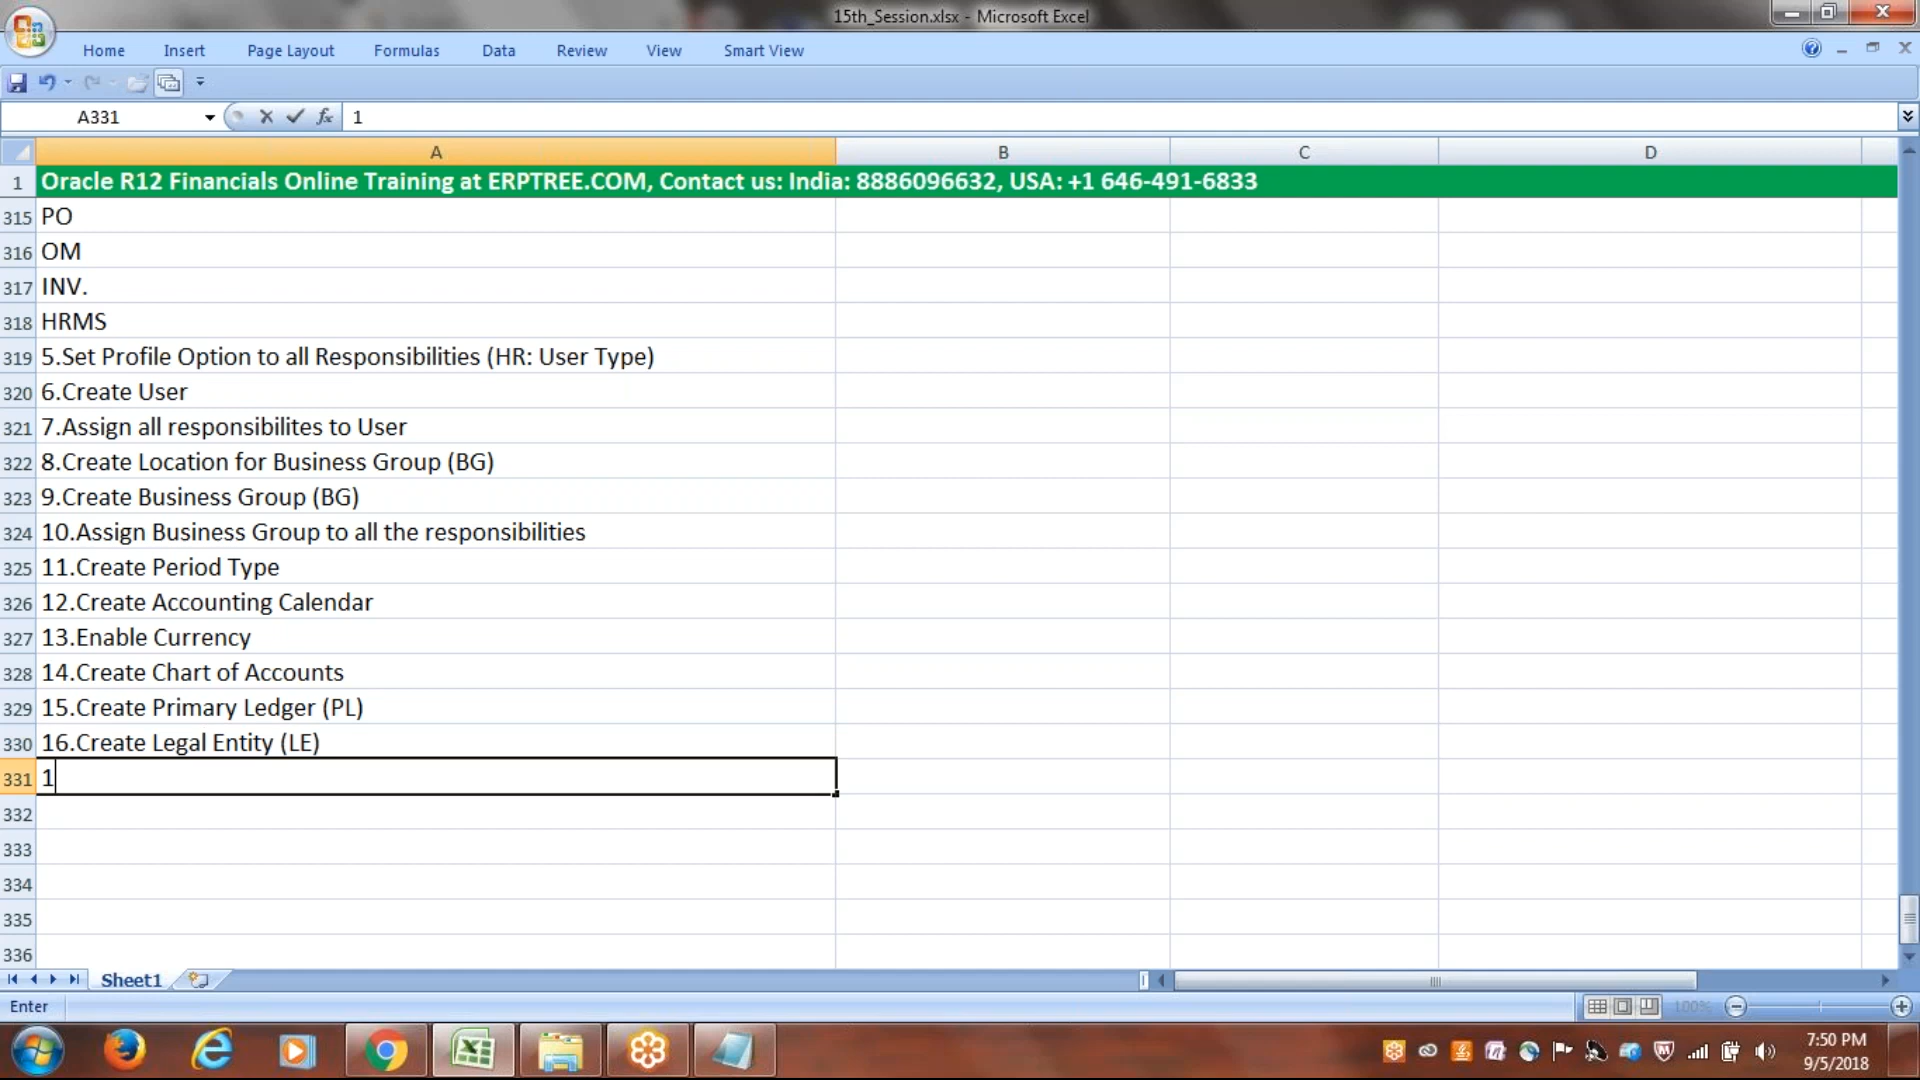 15th_Session.xlsx - Microsoft Excel
Home Insert Page Layout Formulas Data Review View Smart View
A331 fx 1
A B C D
1 Oracle R12 Financials Online Training at ERPTREE.COM, Contact us: India: 8886096632, USA: +1 646-491-6833
315 PO
316 OM
317 INV.
318 HRMS
319 5.Set Profile Option to all Responsibilities (HR: User Type)
320 6.Create User
321 7.Assign all responsibilites to User
322 8.Create Location for Business Group (BG)
323 9.Create Business Group (BG)
324 10.Assign Business Group to all the responsibilities
325 11.Create Period Type
326 12.Create Accounting Calendar
327 13.Enable Currency
328 14.Create Chart of Accounts
329 15.Create Primary Ledger (PL)
330 16.Create Legal Entity (LE)
331 1
332
333
334
335
336
Sheet1
Enter 100%
7:50 PM
9/5/2018